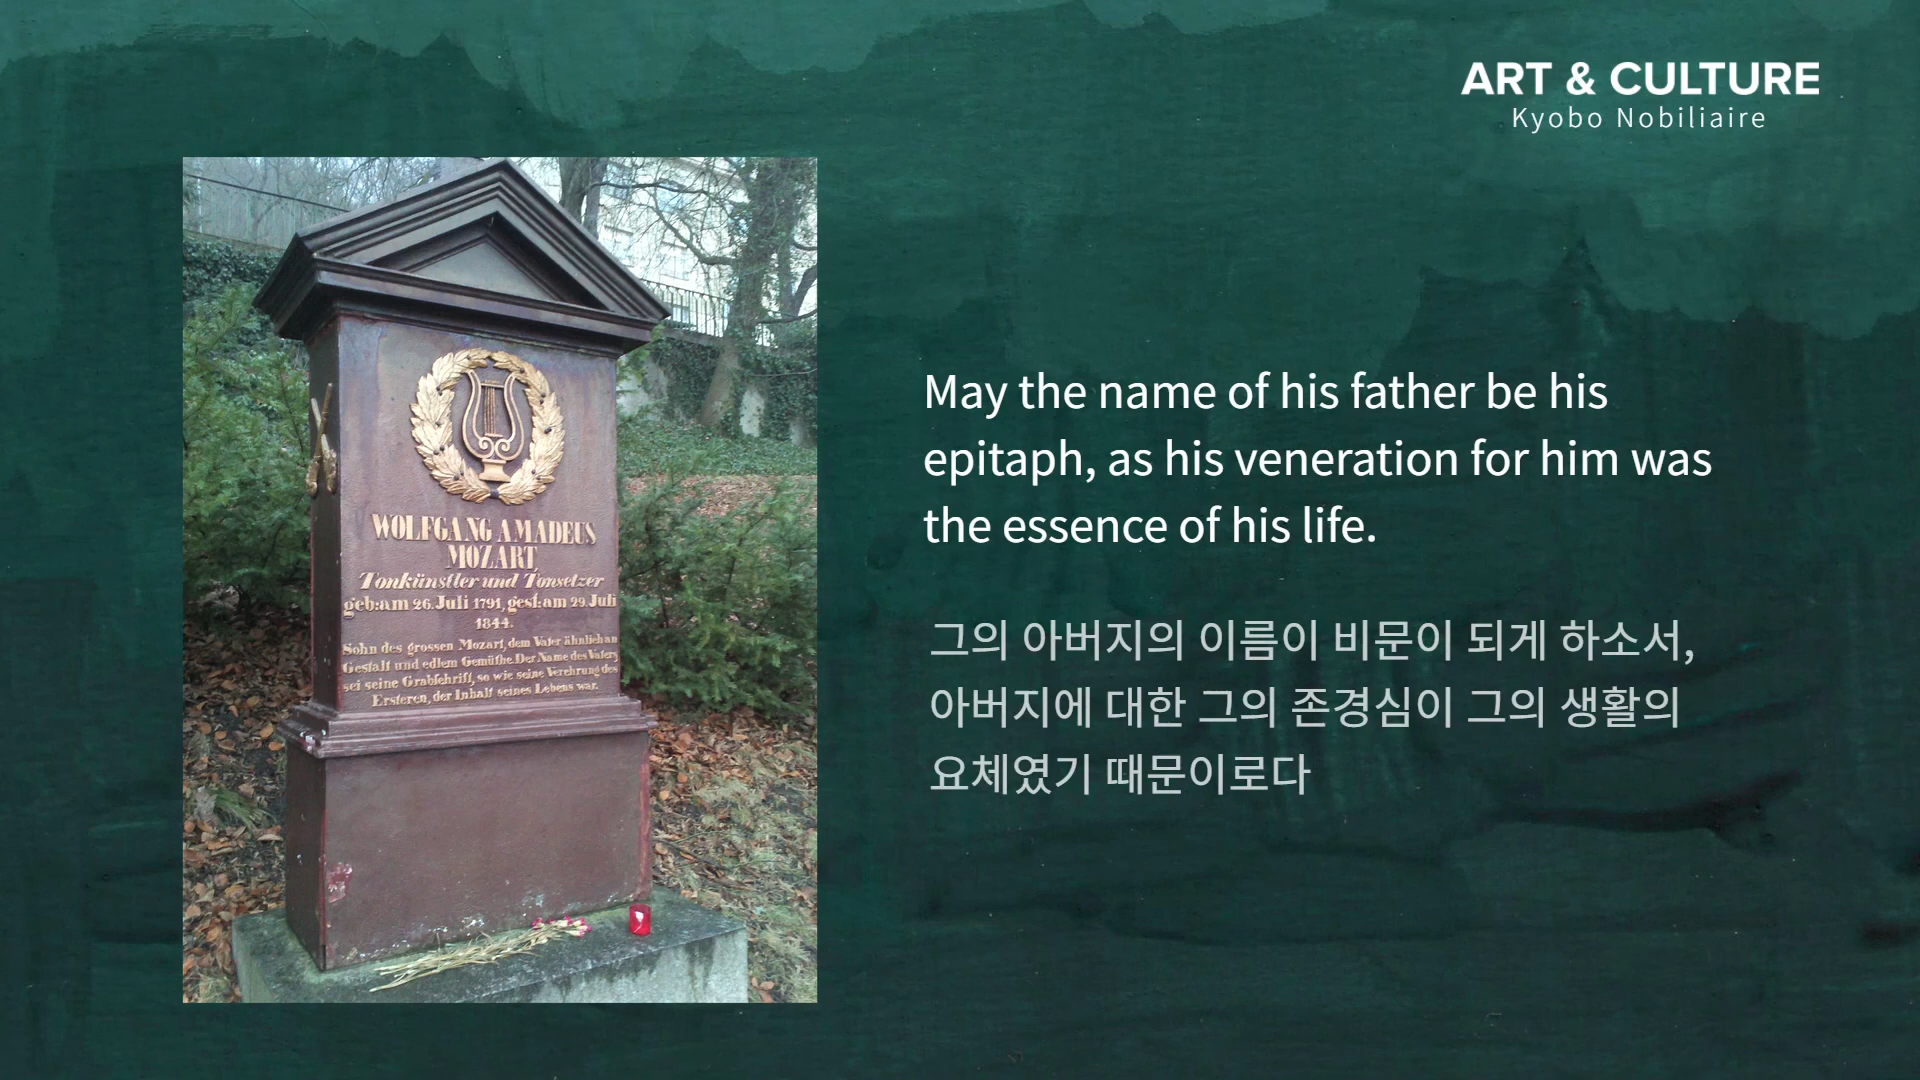 ART & CULTURE
Kyobo Nobiliaire
WOLFGANG AMADEUS
MOZART,
Tonkünstler und Tonsetzer
geb:am 26. Juli 1791, gest:am 29. Juli
1844.
Sohn des grossen Mozart, dem Vater ähnlich an
Gestalt und edlem Gemüthe. Der Name des Vaters
sei seine Grabschrift, so wie seine Verehrung des
Ersteren, der Inhalt seines Lebens war.
May the name of his father be his
epitaph, as his veneration for him was
the essence of his life.
그의 아버지의 이름이 비문이 되게 하소서,
아버지에 대한 그의 존경심이 그의 생활의
요체였기 때문이로다